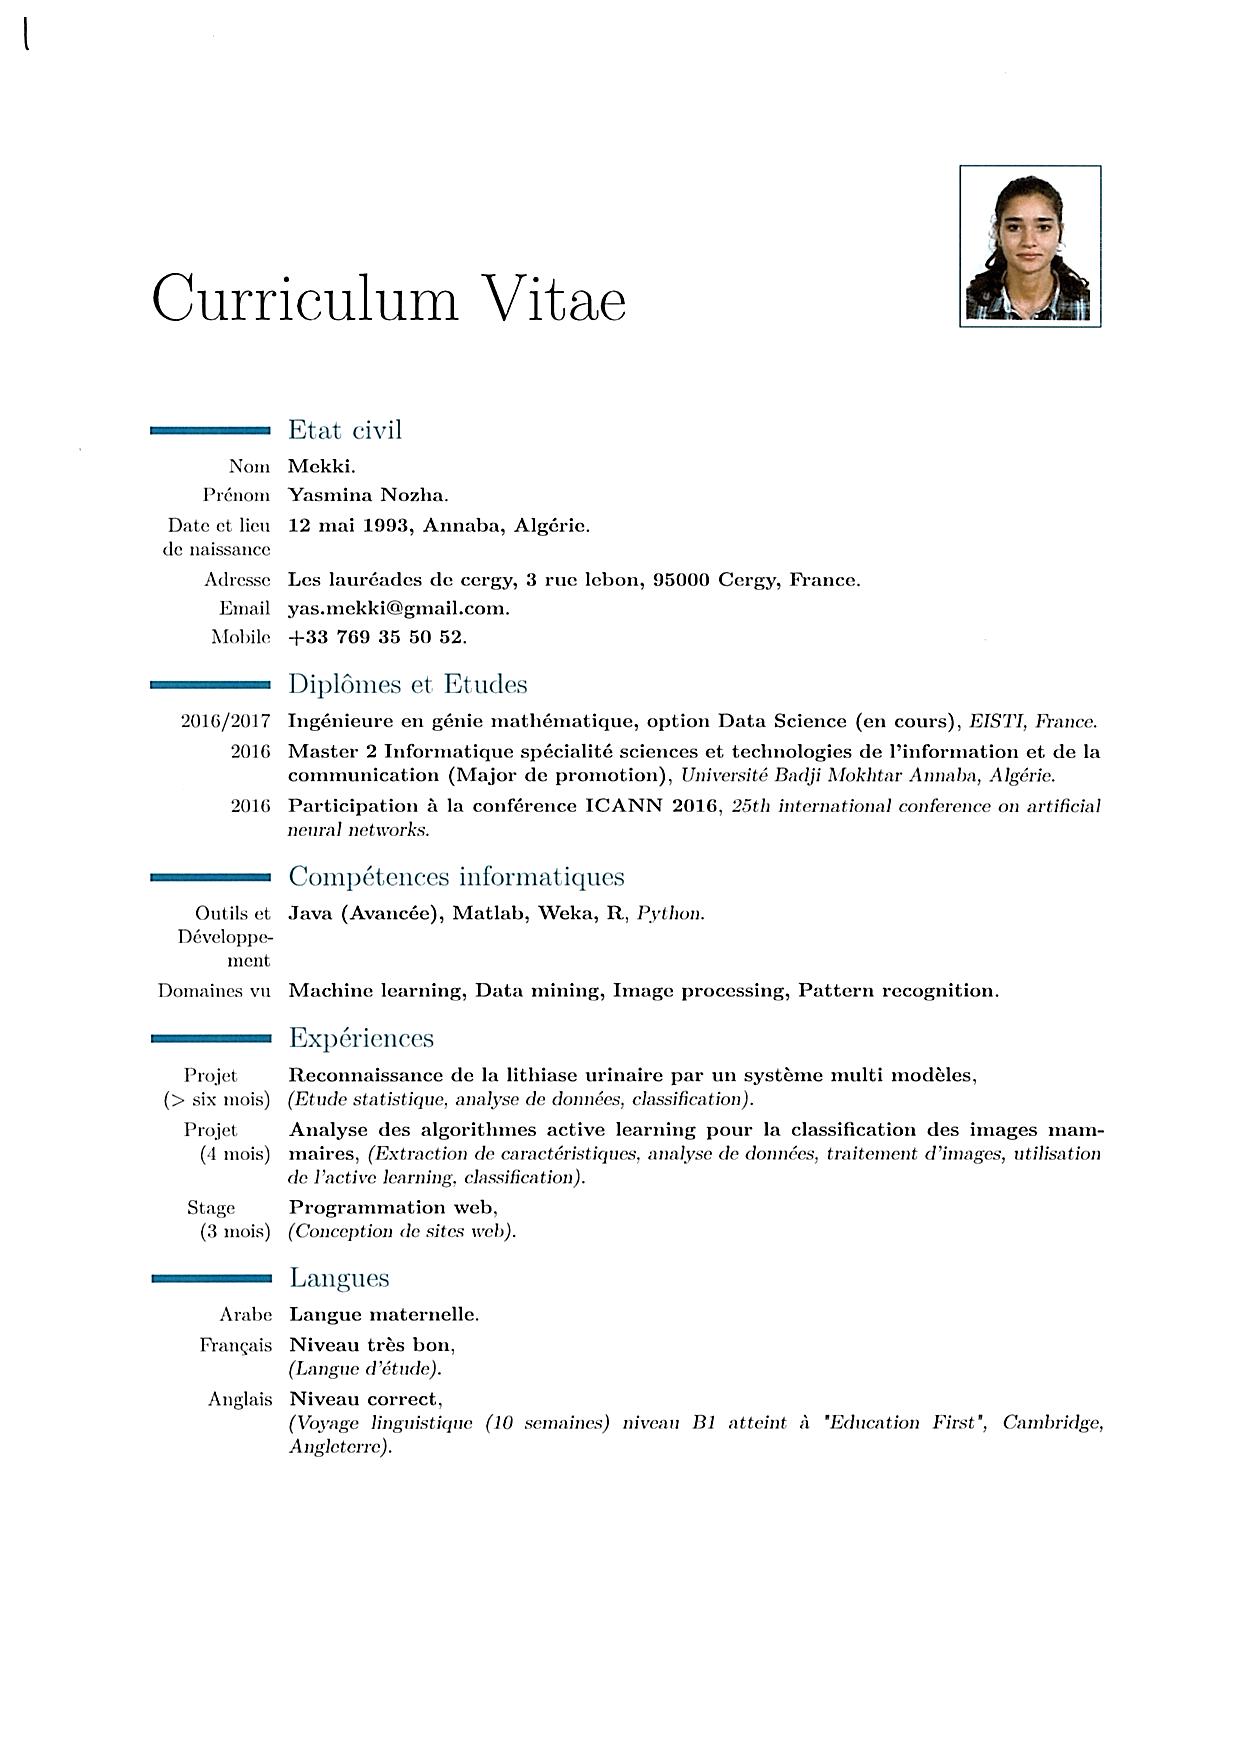 Curriculum Vitae
Etat civil
Nom Mekki.
Prénom Yasmina Nozha.
Date et lieu 12 mai 1993, Annaba, Algérie.
de naissance
Adresse Les lauréades de cergy, 3 rue lebon, 95000 Cergy, France.
Email yas.mekki@gmail.com.
Mobile +33 769 35 50 52.
Diplômes et Etudes
2016/2017 Ingénieure en génie mathématique, option Data Science (en cours), EISTI, France.
2016 Master 2 Informatique spécialité sciences et technologies de l'information et de la
communication (Major de promotion), Université Badji Mokhtar Annaba, Algérie.
2016 Participation à la conférence ICANN 2016, 25th international conference on artificial
neural networks.
Compétences informatiques
Outils et Java (Avancée), Matlab, Weka, R, Python.
Développe-
ment
Domaines vu Machine learning, Data mining, Image processing, Pattern recognition.
Expériences
Projet Reconnaissance de la lithiase urinaire par un système multi modèles,
(> six mois) (Etude statistique, analyse de données, classification).
Projet Analyse des algorithmes active learning pour la classification des images mam-
(4 mois) maires, (Extraction de caractéristiques, analyse de données, traitement d'images, utilisation
de l'active learning, classification).
Stage Programmation web,
(3 mois) (Conception de sites web).
Langues
Arabe Langue maternelle.
Français Niveau très bon,
(Langue d'étude).
Anglais Niveau correct,
(Voyage linguistique (10 semaines) niveau B1 atteint à "Education First", Cambridge,
Angleterre).